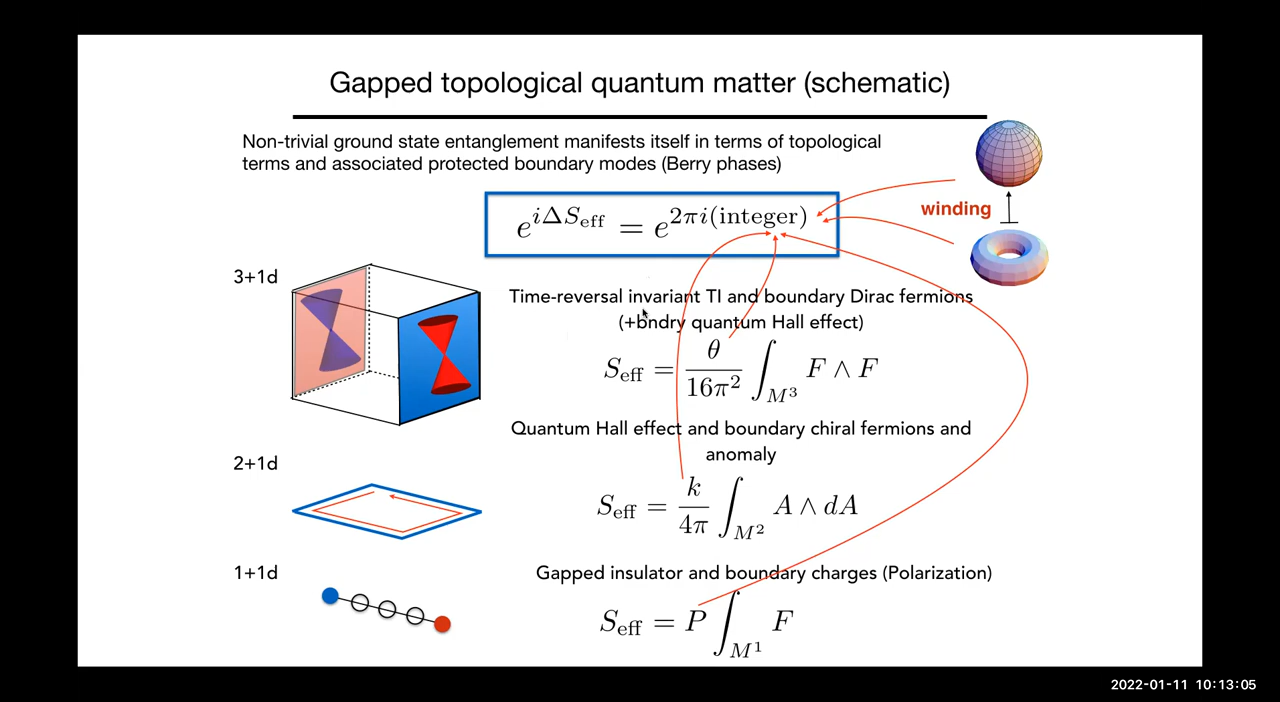 Gapped topological quantum matter (schematic)
Non-trivial ground state entanglement manifests itself in terms of topological
terms and associated protected boundary modes (Berry phases)
e^{iΔS_eff} = e^{2πi(integer)}
winding
3+1d
Time-reversal invariant TI and boundary Dirac fermions
(+bndry quantum Hall effect)
S_eff = θ/16π² ∫_{M³} F ∧ F
Quantum Hall effect and boundary chiral fermions and
anomaly
2+1d
S_eff = k/4π ∫_{M²} A ∧ dA
1+1d
Gapped insulator and boundary charges (Polarization)
S_eff = P ∫_{M¹} F
2022-01-11 10:13:05